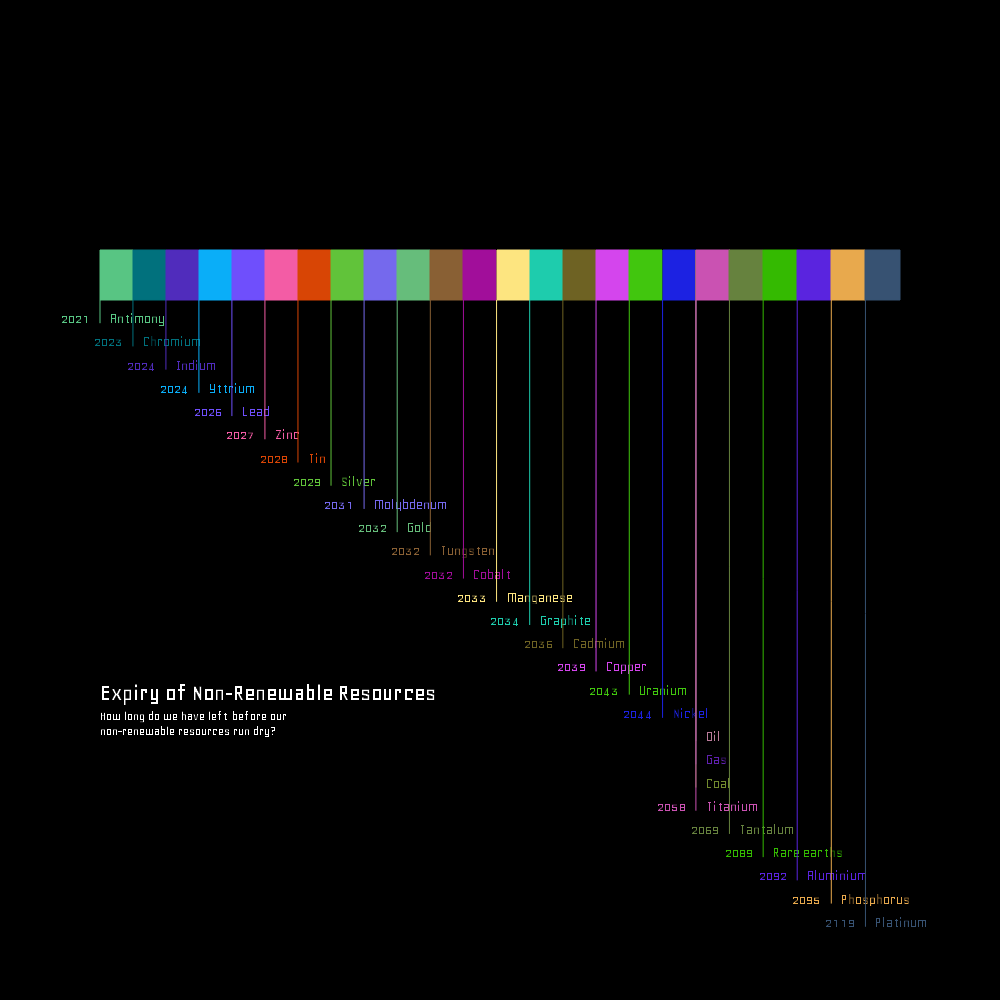 2021 Antimony
2023 Chromium
2024 Indium
2024 Yttrium
2026 Lead
2027 Zinc
2028 Tin
2029 Silver
2031 Molybdenum
2032 Gold
2032 Tungsten
2032 Cobalt
2033 Manganese
2034 Graphite
2036 Cadmium
2039 Copper
2043 Uranium
2044 Nickel
Oil
Gas
Coal
2058 Titanium
2069 Tantalum
2089 Rare earths
2092 Aluminium
2095 Phosphorus
2119 Platinum
Expiry of Non-Renewable Resources
How long do we have left before our
non-renewable resources run dry?